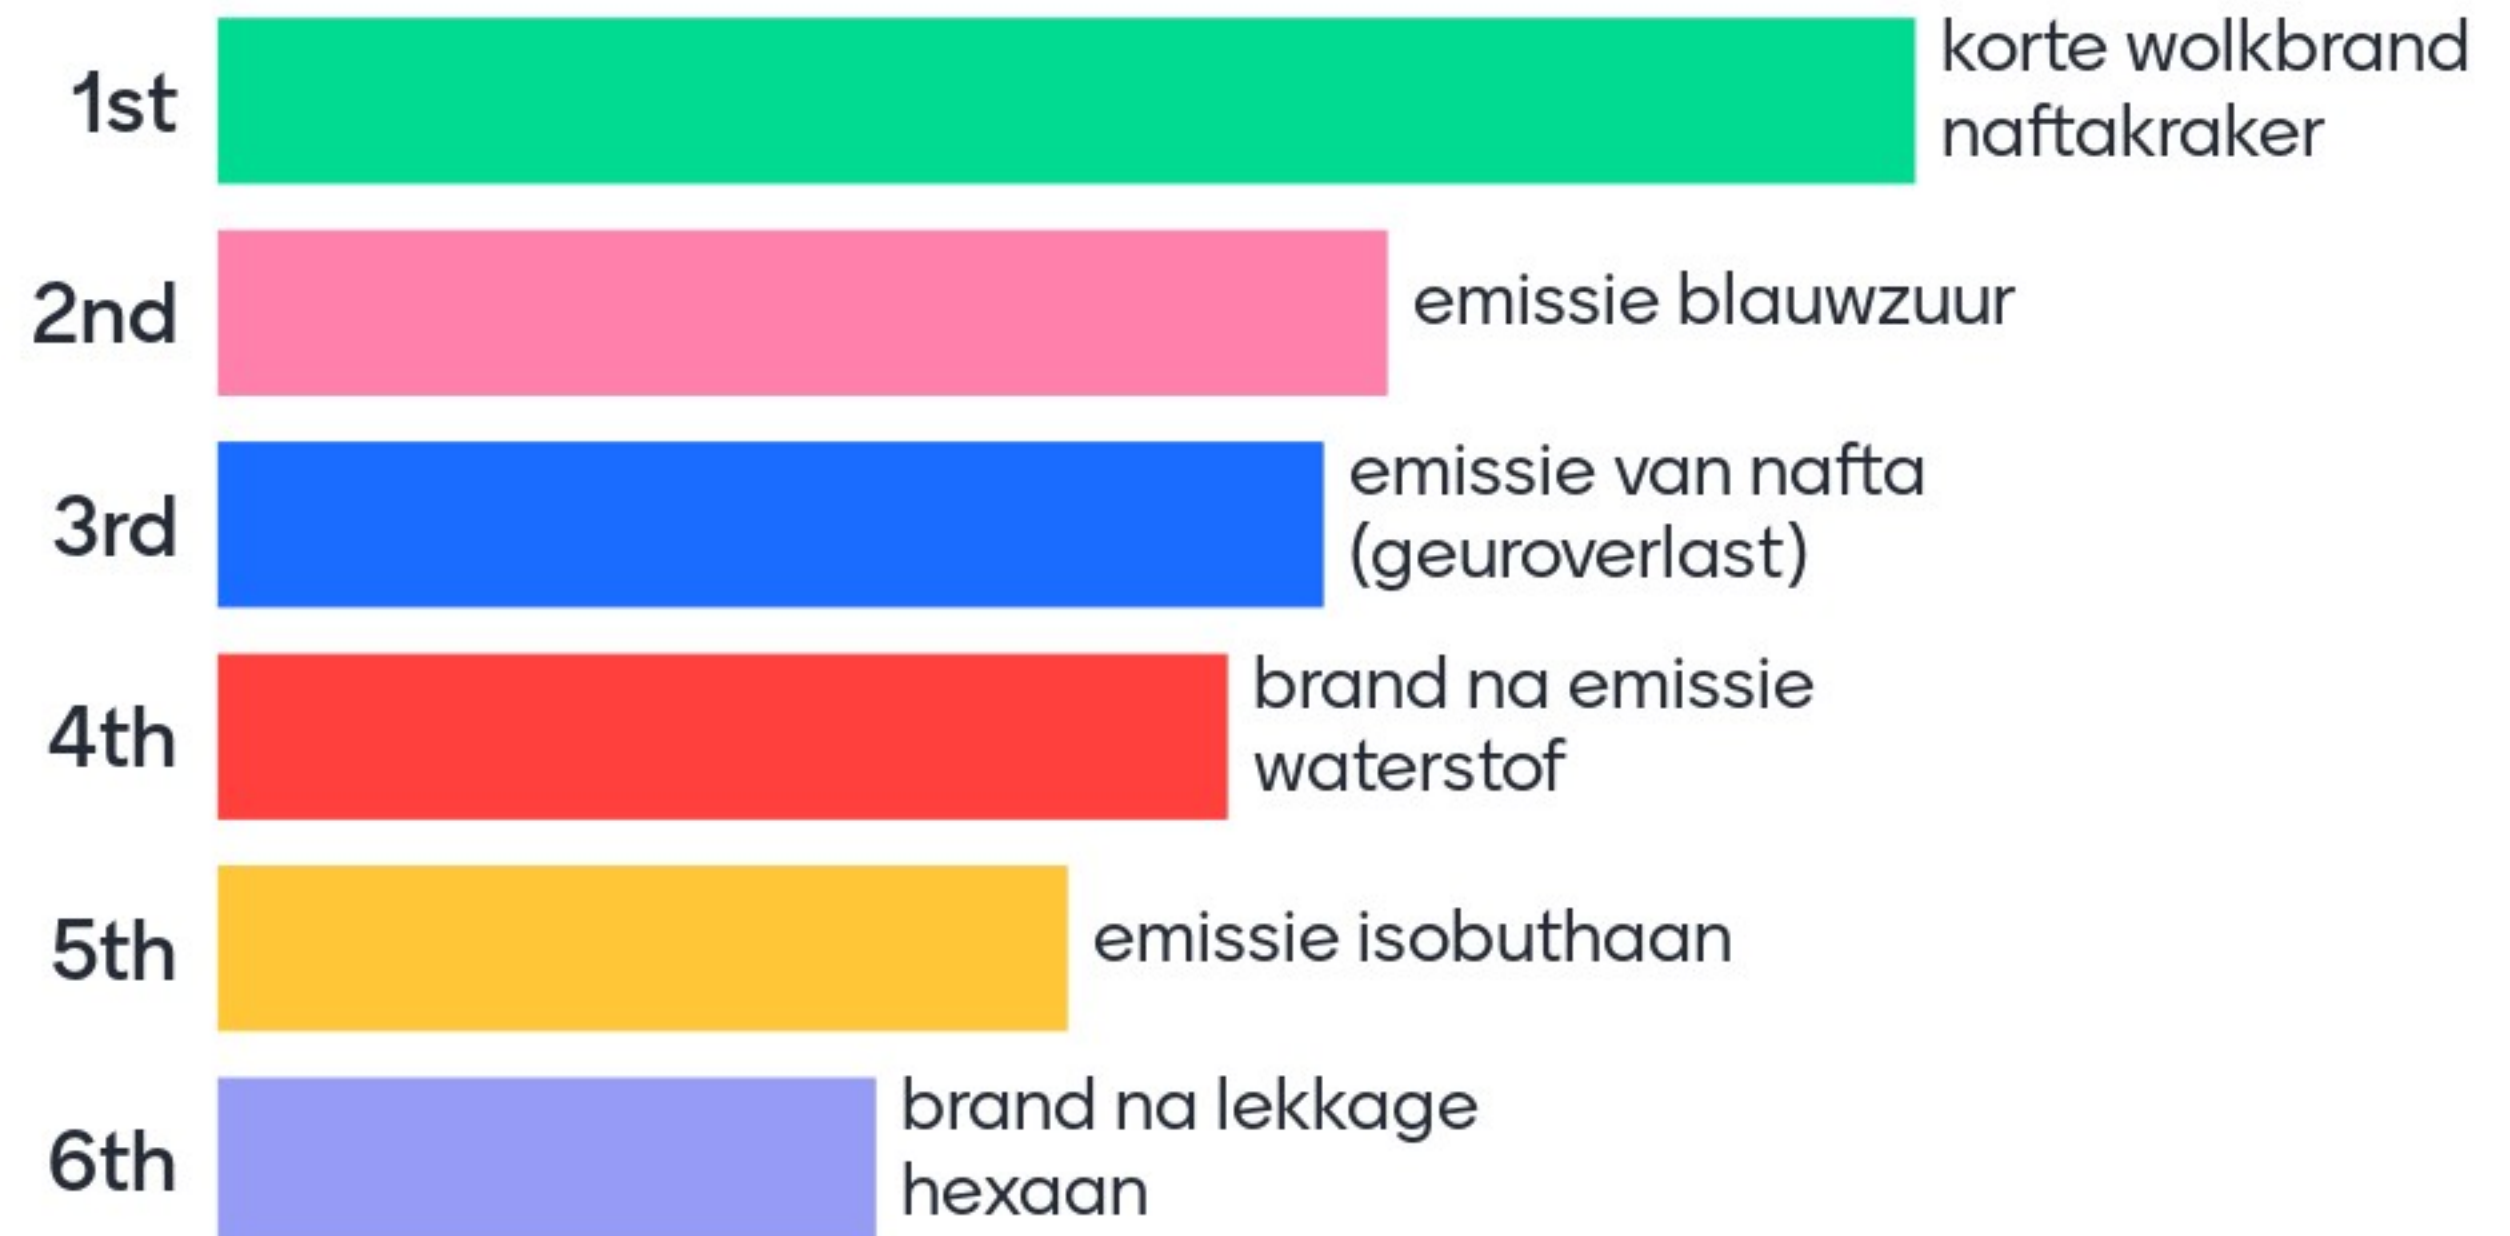 1st
korte wolkbrand
naftakraker
2nd
emissie blauwzuur
3rd
emissie van nafta
(geuroverlast)
4th
brand na emissie
waterstof
5th
emissie isobuthaan
6th
brand na lekkage
hexaan